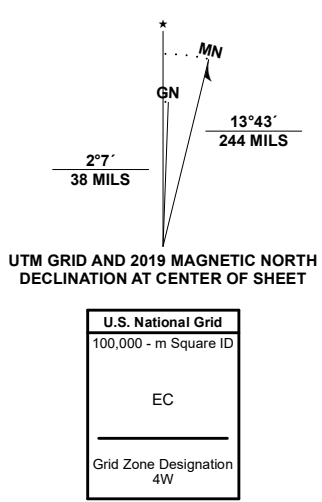 ★
MN
GN
13°43´
244 MILS
2°7´
38 MILS
UTM GRID AND 2019 MAGNETIC NORTH
DECLINATION AT CENTER OF SHEET
U.S. National Grid
100,000 - m Square ID
EC
Grid Zone Designation
4W